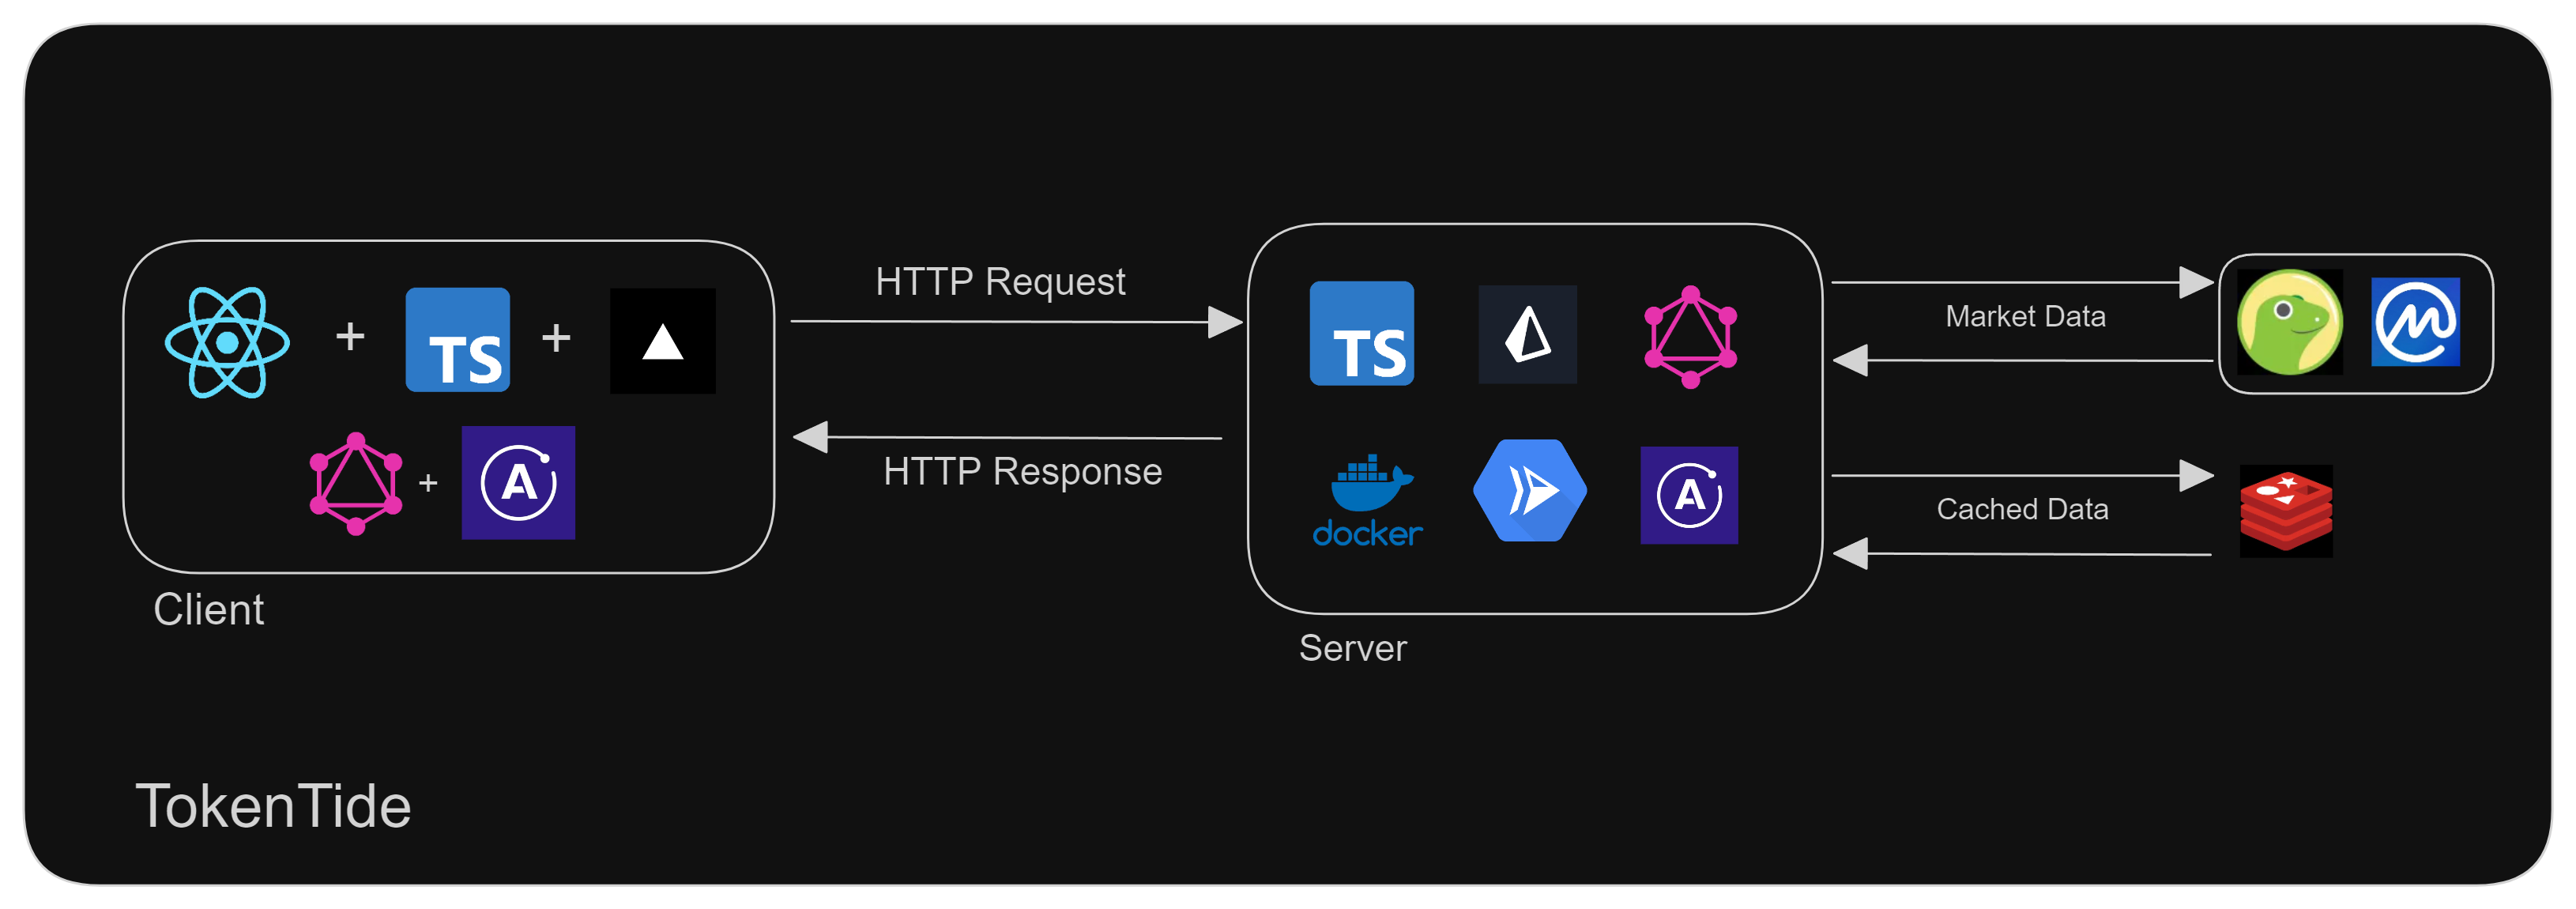 TS
HTTP Request
HTTP Response
A
Client
TS
docker
A
Server
Market Data
Cached Data
TokenTide